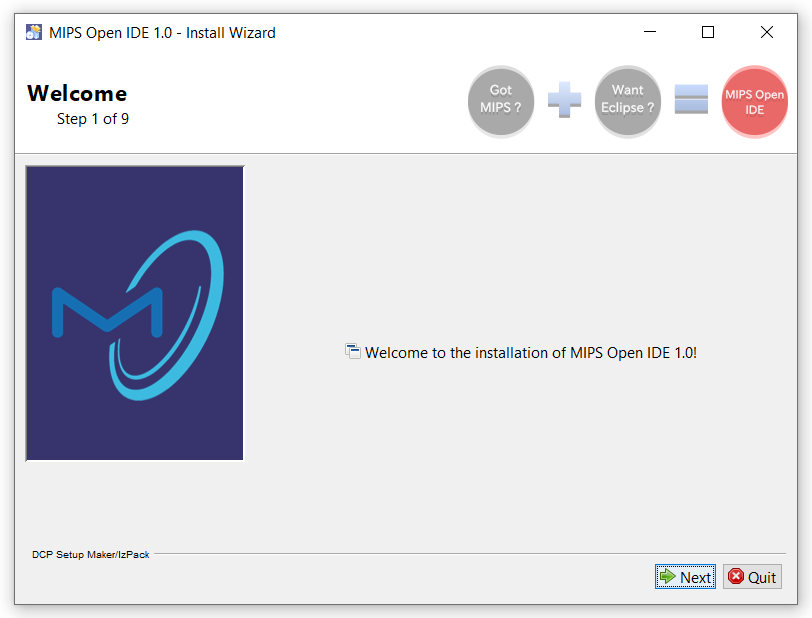 MIPS Open IDE 1.0 - Install Wizard
Welcome
Step 1 of 9
Got
MIPS ?
Want
Eclipse ?
MIPS Open
IDE
Welcome to the installation of MIPS Open IDE 1.0!
DCP Setup Maker/IzPack
Next
Quit